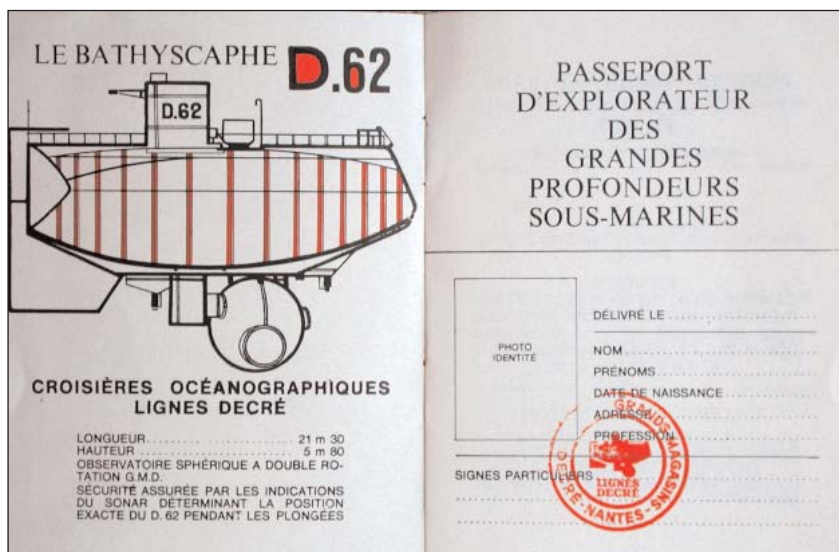 LE BATHYSCAPHE D.62
D.62
CROISIÈRES OCÉANOGRAPHIQUES
LIGNES DECRÉ
LONGUEUR.................... 21 m 30
HAUTEUR..................... 5 m 80
OBSERVATOIRE SPHÉRIQUE A DOUBLE RO-
TATION G.M.D.
SÉCURITÉ ASSURÉE PAR LES INDICATIONS
DU SONAR DÉTERMINANT LA POSITION
EXACTE DU D.62 PENDANT LES PLONGÉES
PASSEPORT
D'EXPLORATEUR
DES
GRANDES
PROFONDEURS
SOUS-MARINES
PHOTO
IDENTITÉ
DÉLIVRÉ LE
NOM
PRÉNOMS
DATE DE NAISSANCE
ADRESSE
PROFESSION
SIGNES PARTICULIERS
GRANDS-MAGASINS
DECRÉ-NANTES-
LIGNES
DECRÉ